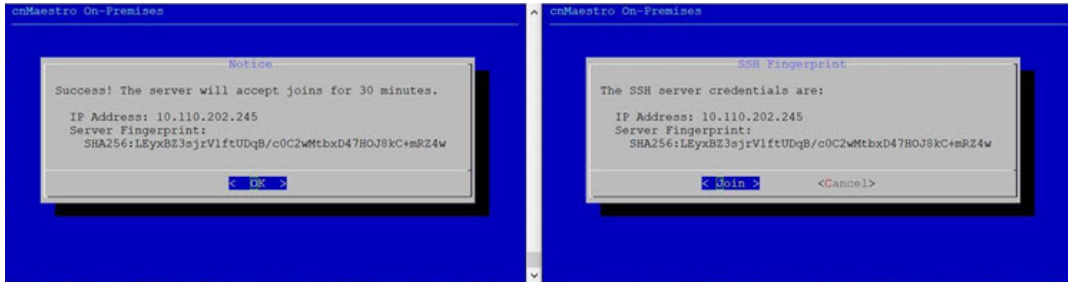 cnMaestro On-Premises
Notice
Success! The server will accept joins for 30 minutes.
IP Address: 10.110.202.245
Server Fingerprint:
SHA256:LEyxBZ3sjrV1ftUDqB/c0C2wMtbxD47HOJ8kC+mRZ4w
< OK >
cnMaestro On-Premises
SSH Fingerprint
The SSH server credentials are:
IP Address: 10.110.202.245
Server Fingerprint:
SHA256:LEyxBZ3sjrV1ftUDqB/c0C2wMtbxD47HOJ8kC+mRZ4w
< Join > <Cancel>